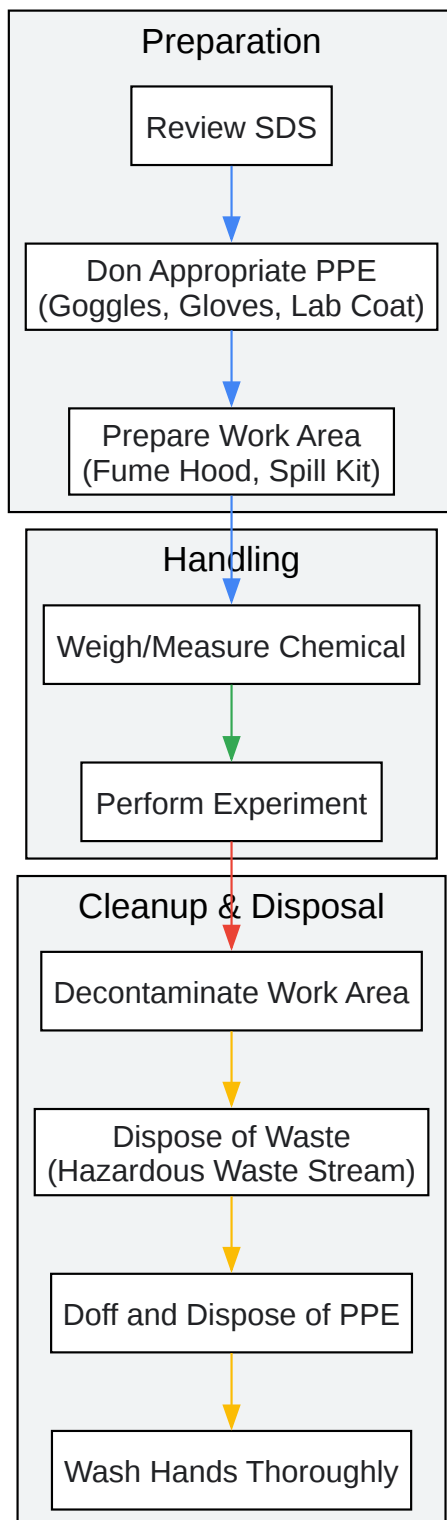 Preparation
Review SDS
Don Appropriate PPE
(Goggles, Gloves, Lab Coat)
Prepare Work Area
(Fume Hood, Spill Kit)
Handling
Weigh/Measure Chemical
Perform Experiment
Cleanup & Disposal
Decontaminate Work Area
Dispose of Waste
(Hazardous Waste Stream)
Doff and Dispose of PPE
Wash Hands Thoroughly